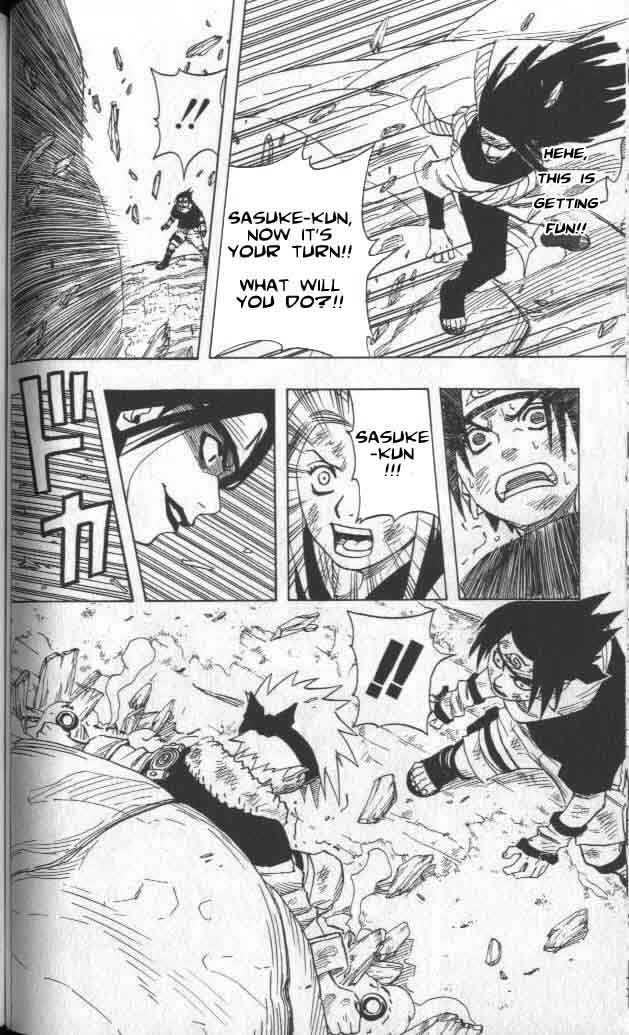 HEHE,
THIS IS
GETTING
FUN!!
SASUKE-KUN,
NOW IT'S
YOUR TURN!!
WHAT WILL
YOU DO?!!
!!
SASUKE
-KUN
!!!
ドカ
!!